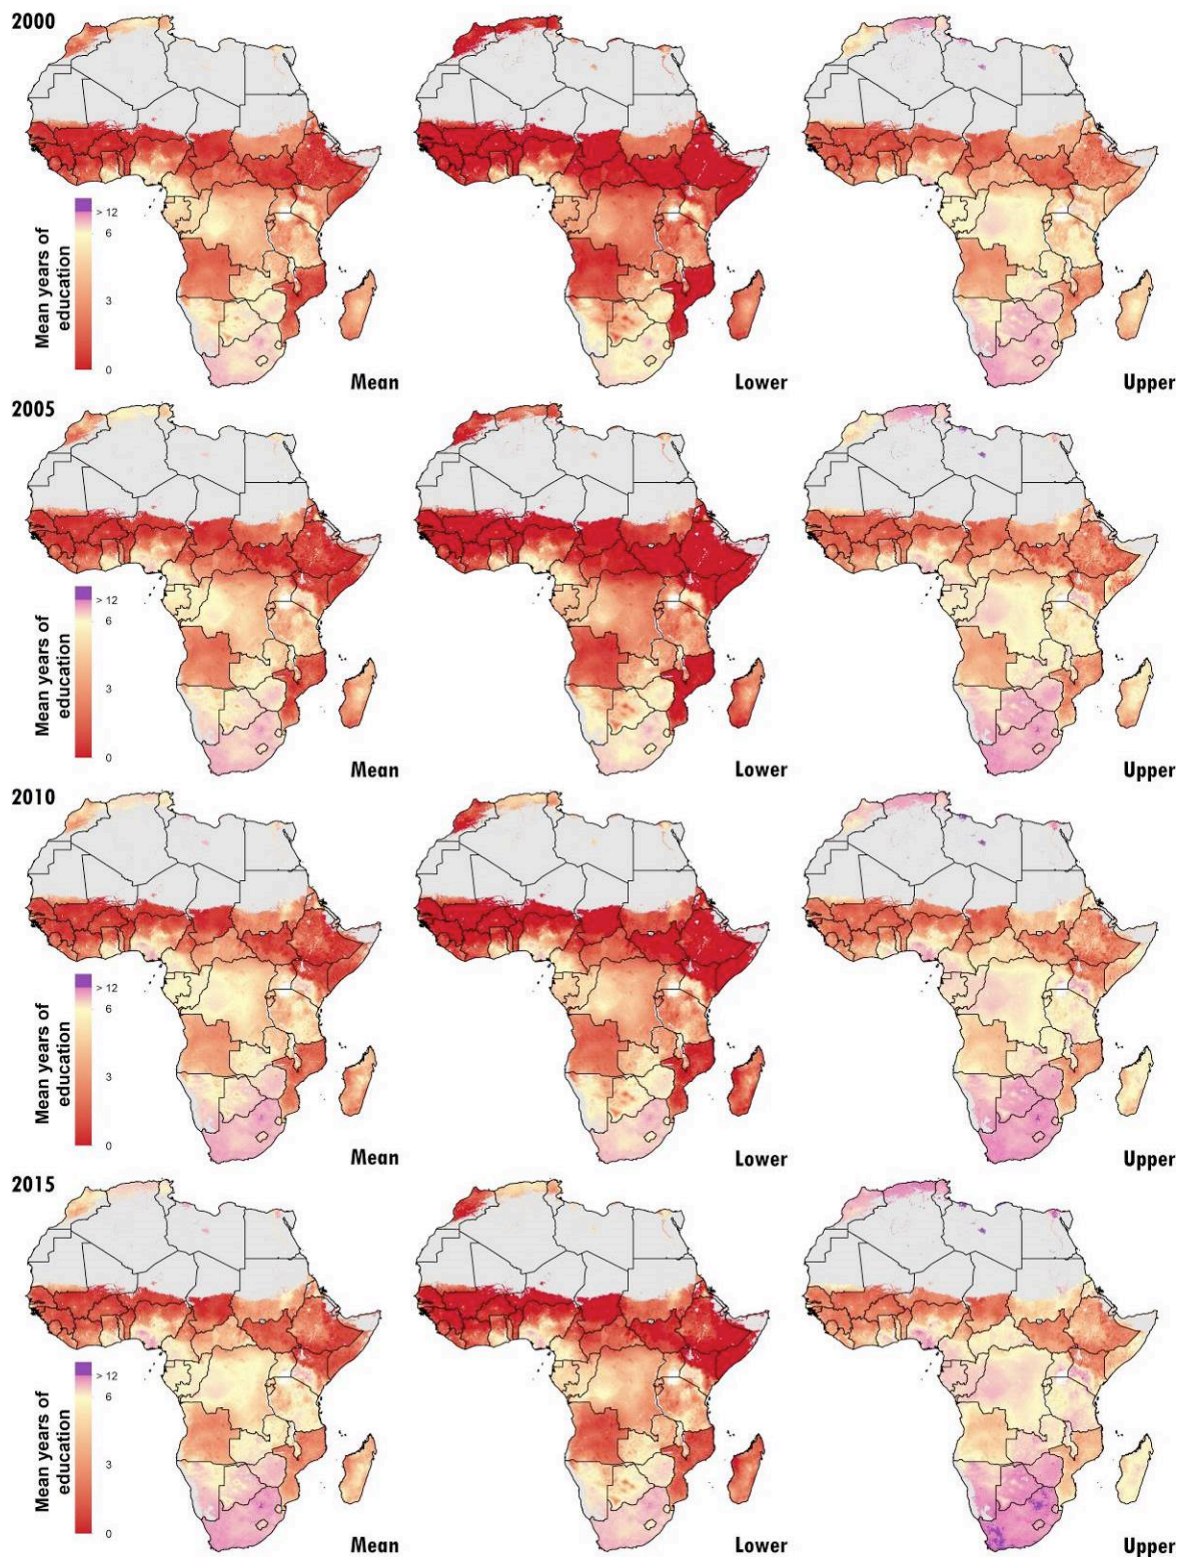 2000
Mean years of
education
> 12
6
3
0
Mean
Lower
Upper
2005
Mean years of
education
> 12
6
3
0
Mean
Lower
Upper
2010
Mean years of
education
> 12
6
3
0
Mean
Lower
Upper
2015
Mean years of
education
> 12
6
3
0
Mean
Lower
Upper